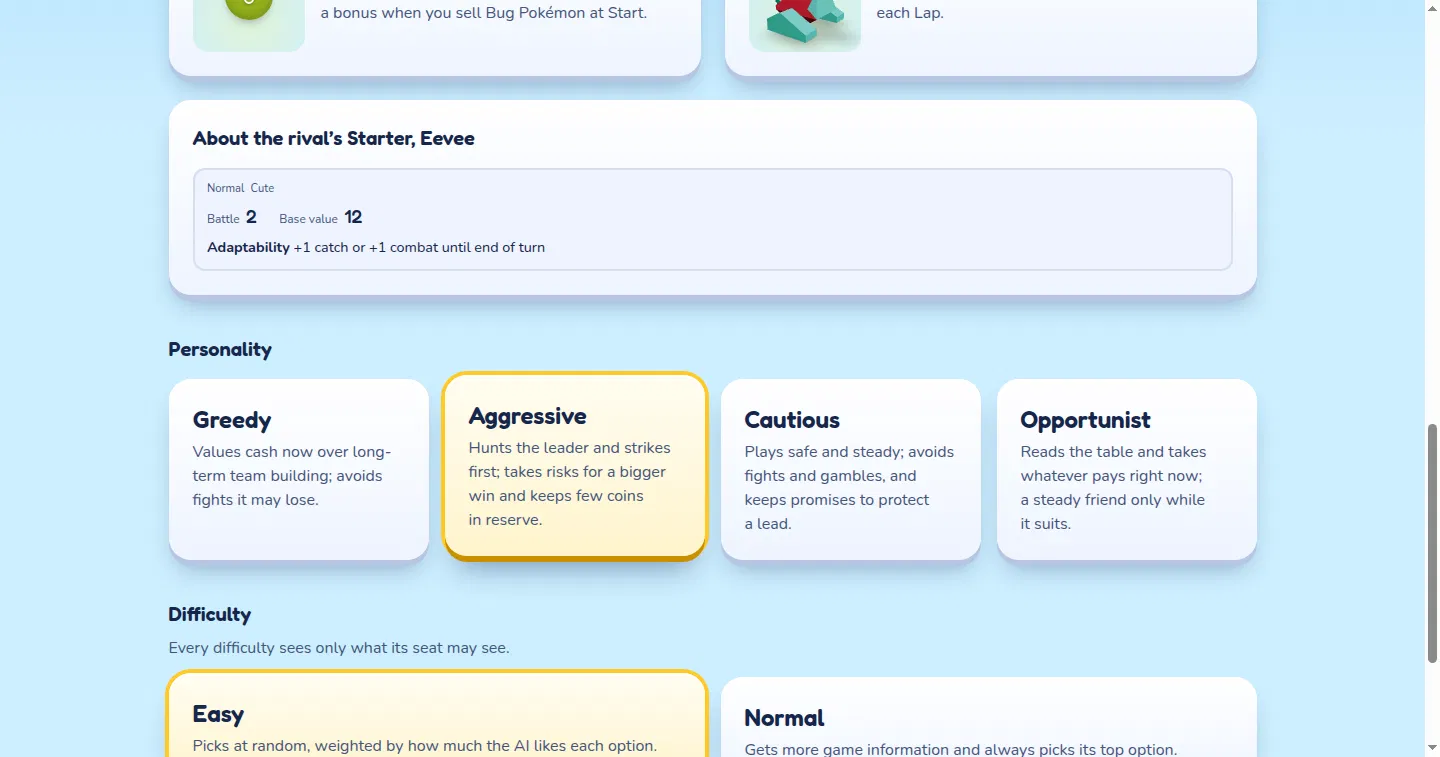 a bonus when you sell Bug Pokémon at Start.
each Lap.
About the rival's Starter, Eevee
Normal Cute
Battle 2 Base value 12
Adaptability +1 catch or +1 combat until end of turn
Personality
Greedy
Values cash now over long-
term team building; avoids
fights it may lose.
Aggressive
Hunts the leader and strikes
first; takes risks for a bigger
win and keeps few coins
in reserve.
Cautious
Plays safe and steady; avoids
fights and gambles, and
keeps promises to protect
a lead.
Opportunist
Reads the table and takes
whatever pays right now;
a steady friend only while
it suits.
Difficulty
Every difficulty sees only what its seat may see.
Easy
Picks at random, weighted by how much the AI likes each option.
Normal
Gets more game information and always picks its top option.